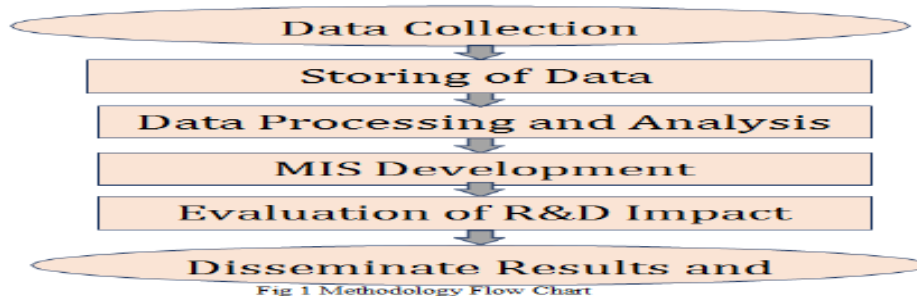 Data Collection
Storing of Data
Data Processing and Analysis
MIS Development
Evaluation of R&D Impact
Disseminate Results and
Fig 1 Methodology Flow Chart